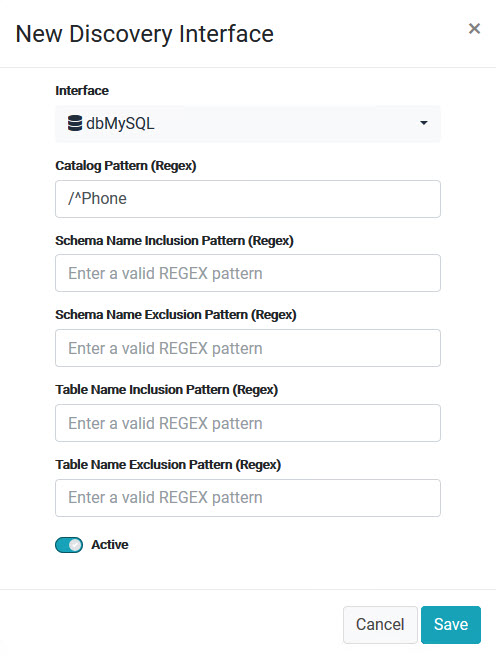 New Discovery Interface
×
Interface
dbMySQL
Catalog Pattern (Regex)
/^Phone
Schema Name Inclusion Pattern (Regex)
Enter a valid REGEX pattern
Schema Name Exclusion Pattern (Regex)
Enter a valid REGEX pattern
Table Name Inclusion Pattern (Regex)
Enter a valid REGEX pattern
Table Name Exclusion Pattern (Regex)
Enter a valid REGEX pattern
Active
Cancel Save